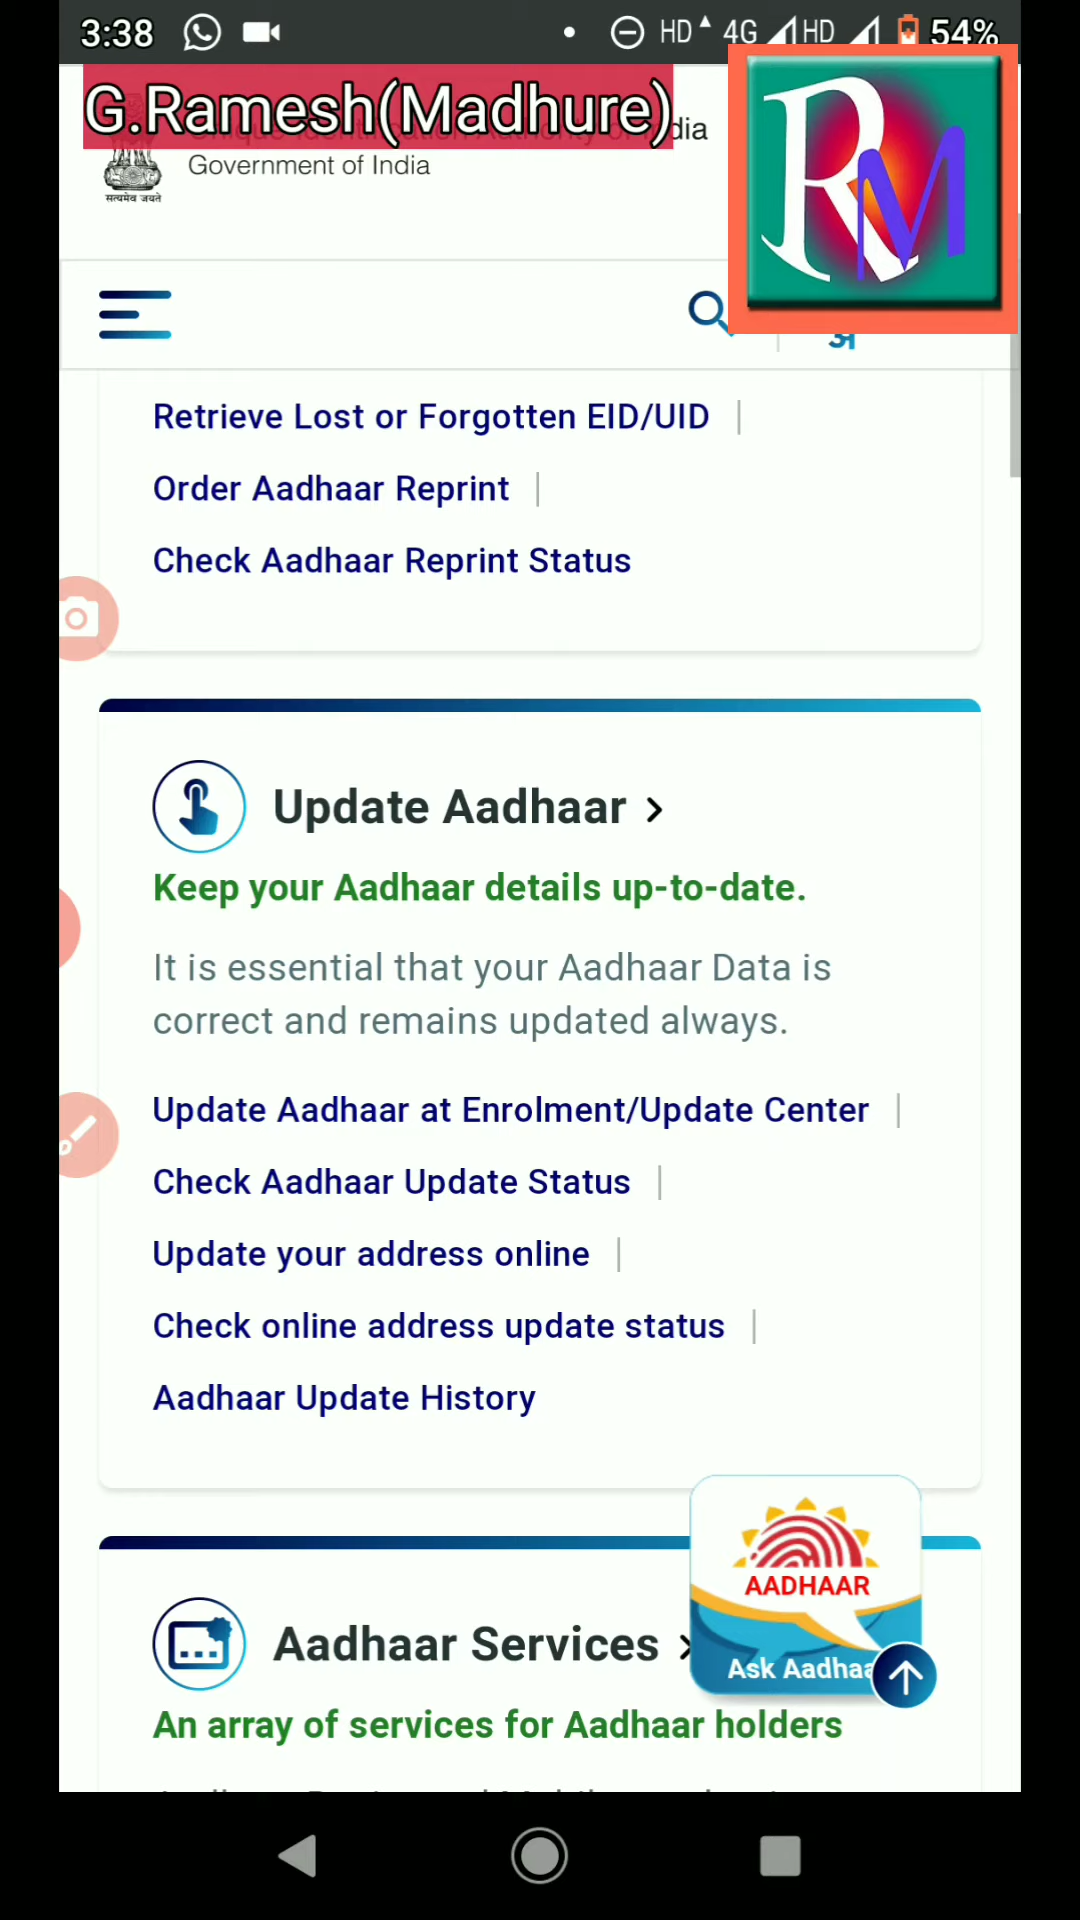 3:38
HD 4G HD 54%
G.Ramesh(Madhure)
dia
Government of India
सत्यमेव जयते
RM
अ
Retrieve Lost or Forgotten EID/UID |
Order Aadhaar Reprint |
Check Aadhaar Reprint Status
Update Aadhaar >
Keep your Aadhaar details up-to-date.
It is essential that your Aadhaar Data is
correct and remains updated always.
Update Aadhaar at Enrolment/Update Center |
Check Aadhaar Update Status |
Update your address online |
Check online address update status |
Aadhaar Update History
AADHAAR
Aadhaar Services >
Ask Aadhaa
An array of services for Aadhaar holders